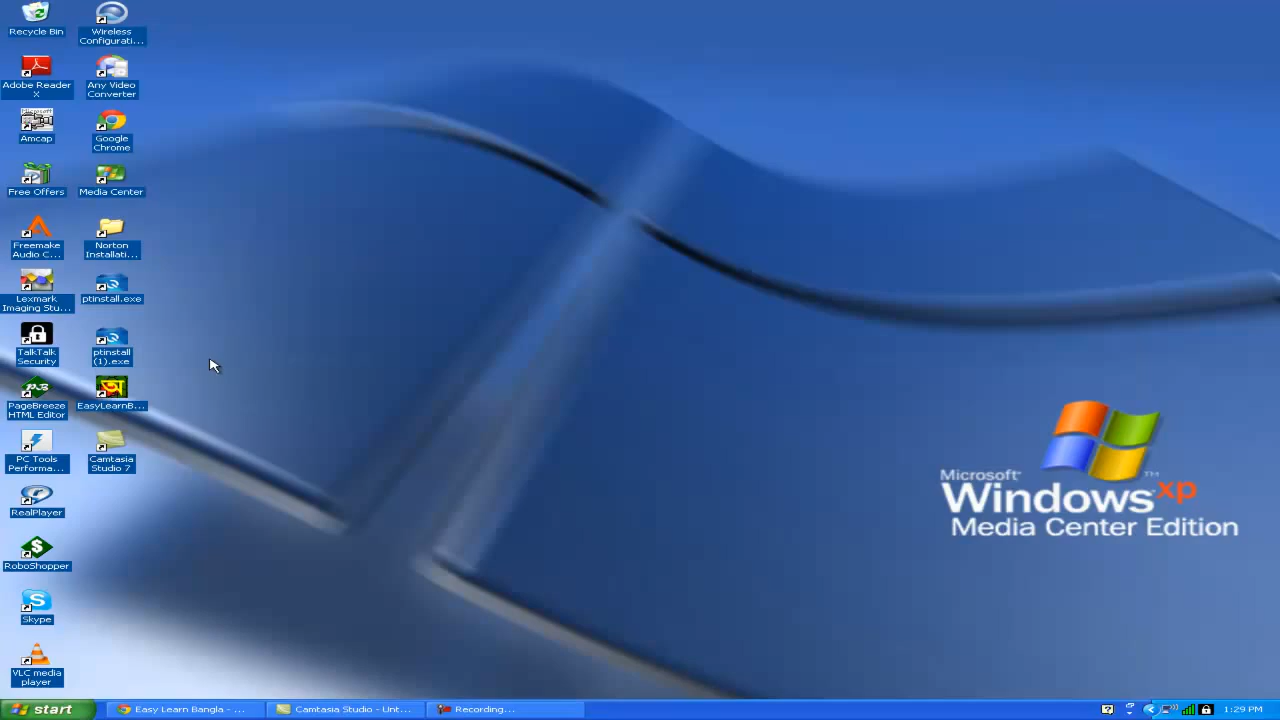 Recycle Bin
Adobe Reader
X
Amcap
Free Offers
Freemake
Audio C...
Lexmark
Imaging Stu...
TalkTalk
Security
PageBreeze
HTML Editor
PC Tools
Performa...
RealPlayer
RoboShopper
Skype
VLC media
player
Wireless
Configurati...
Any Video
Converter
Google
Chrome
Media Center
Norton
Installati...
ptinstall.exe
ptinstall
(1).exe
অ
EasyLearnB...
Camtasia
Studio 7
Microsoft
Windows xp TM
Media Center Edition
start
Easy Learn Bangla - ...
Camtasia Studio - Unt...
Recording...
1:29 PM